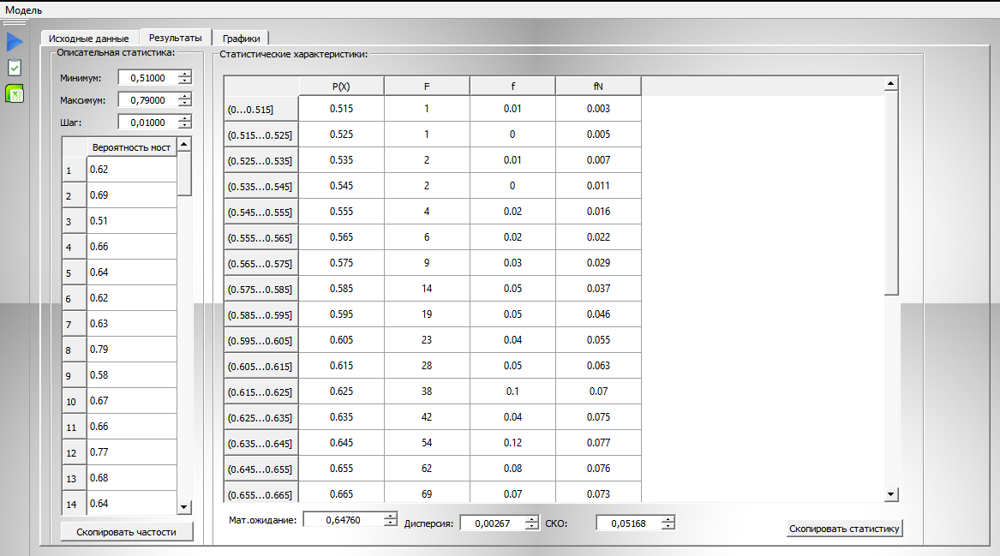 Модель
Исходные данные Результаты Графики
Описательная статистика:
Минимум: 0,51000
Максимум: 0,79000
Шаг: 0,01000
Вероятность мост
1 0.62
2 0.69
3 0.51
4 0.66
5 0.64
6 0.62
7 0.63
8 0.79
9 0.58
10 0.67
11 0.66
12 0.77
13 0.68
14 0.64
Скопировать частости
Статистические характеристики:
P(X) F f fN
(0...0.515] 0.515 1 0.01 0.003
(0.515...0.525] 0.525 1 0 0.005
(0.525...0.535] 0.535 2 0.01 0.007
(0.535...0.545] 0.545 2 0 0.011
(0.545...0.555] 0.555 4 0.02 0.016
(0.555...0.565] 0.565 6 0.02 0.022
(0.565...0.575] 0.575 9 0.03 0.029
(0.575...0.585] 0.585 14 0.05 0.037
(0.585...0.595] 0.595 19 0.05 0.046
(0.595...0.605] 0.605 23 0.04 0.055
(0.605...0.615] 0.615 28 0.05 0.063
(0.615...0.625] 0.625 38 0.1 0.07
(0.625...0.635] 0.635 42 0.04 0.075
(0.635...0.645] 0.645 54 0.12 0.077
(0.645...0.655] 0.655 62 0.08 0.076
(0.655...0.665] 0.665 69 0.07 0.073
Мат.ожидание: 0,64760 Дисперсия: 0,00267 СКО: 0,05168
Скопировать статистику